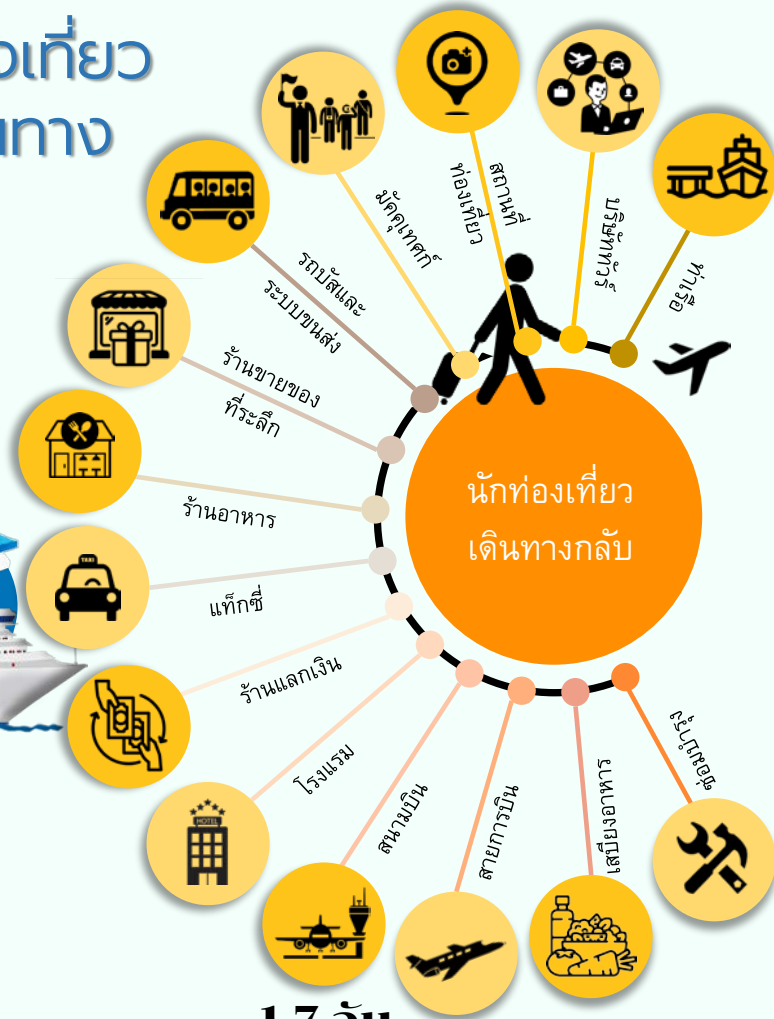 องเที่ยว
นทาง
สถานที่
ท่องเที่ยว
บริษัททัวร์
ท่าเรือ
มัคคุเทศก์
รถบัสและ
ระบบขนส่ง
ร้านขายของ
ที่ระลึก
ร้านอาหาร
TAXI
แท็กซี่
ร้านแลกเงิน
โรงแรม
HOTEL
สนามบิน
สายการบิน
เสบียงอาหาร
ซ่อมบำรุง
นักท่องเที่ยว
เดินทางกลับ
1-7 วัน